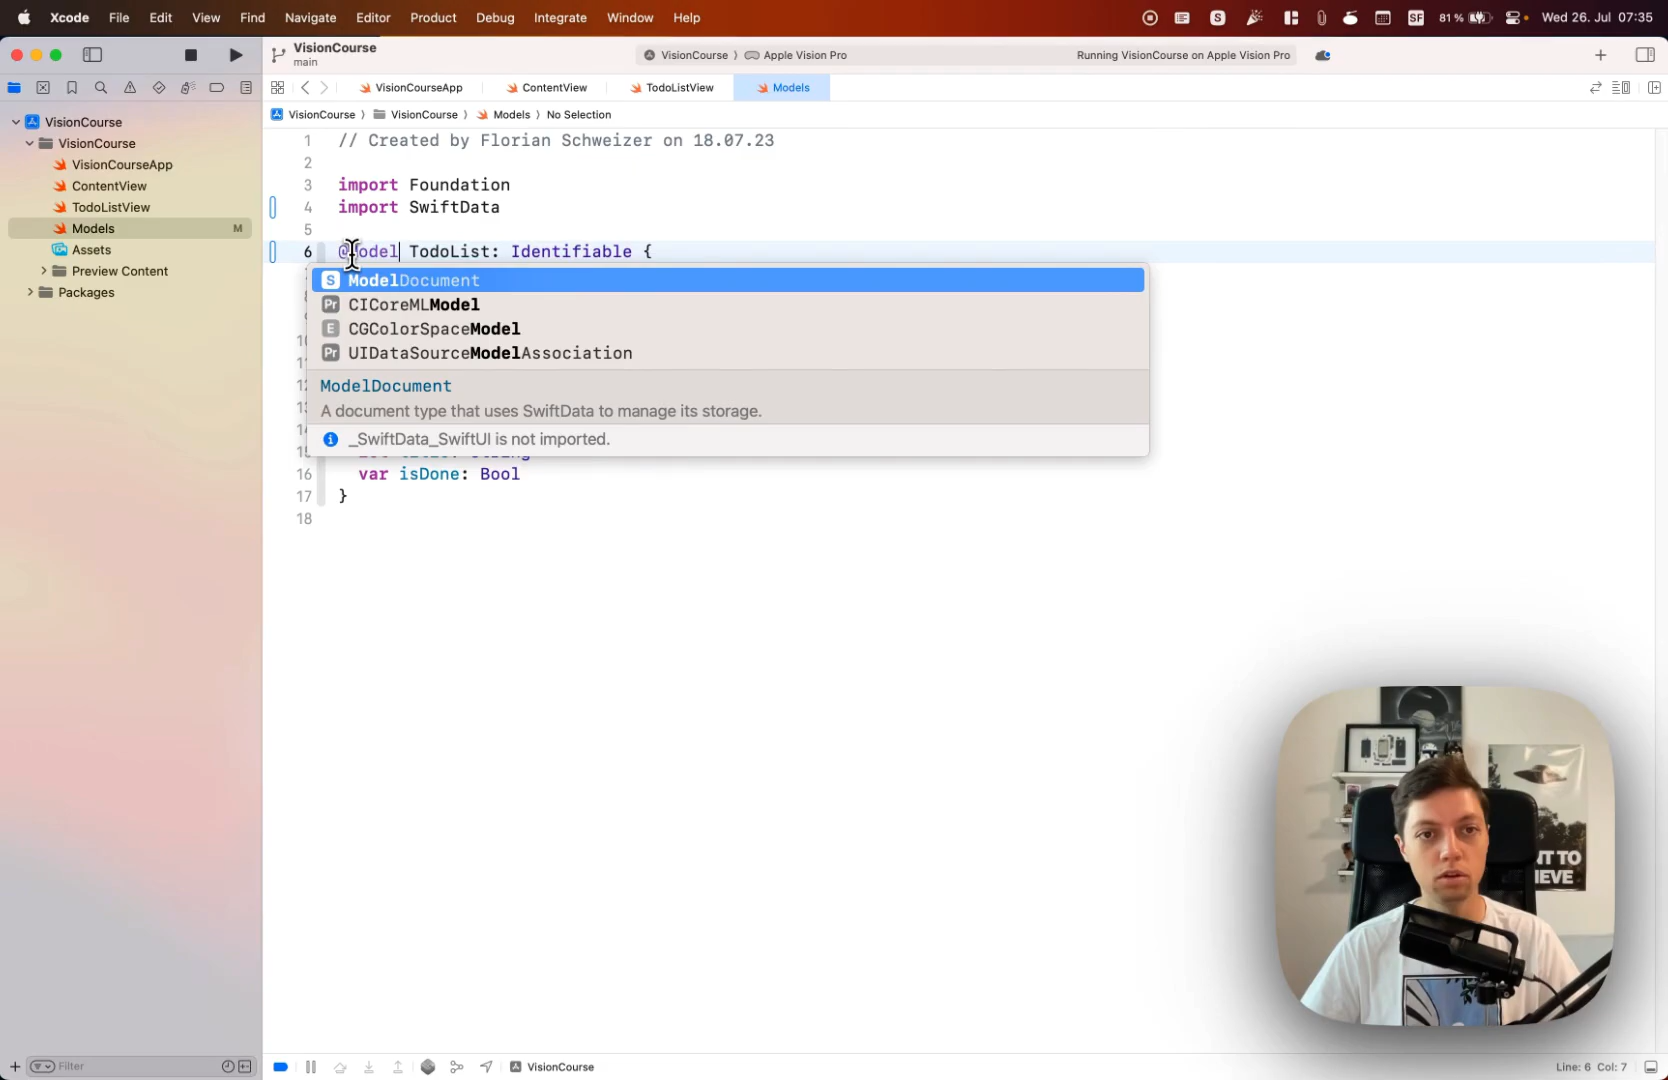 Xcode File Edit View Find Navigate Editor Product Debug Editor Integrate Window Help
S SF 81 % Wed 26. Jul 07:35
VisionCourse
main
VisionCourse 〉 Apple Vision Pro
Running VisionCourse on Apple Vision Pro
VisionCourseApp ContentView TodoListView Models
VisionCourse 〉 VisionCourse 〉 Models 〉 No Selection
VisionCourse
VisionCourse
VisionCourseApp
ContentView
TodoListView
Models M
Assets
Preview Content
Packages
1 // Created by Florian Schweizer on 18.07.23
2
3 import Foundation
4 import SwiftData
5
6 @Model TodoList: Identifiable {
S ModelDocument
Pr CICoreMLModel
E CGColorSpaceModel
Pr UIDataSourceModelAssociation
ModelDocument
A document type that uses SwiftData to manage its storage.
_SwiftData_SwiftUI is not imported.
16 var isDone: Bool
17 }
18
Filter
VisionCourse
Line: 6 Col: 7